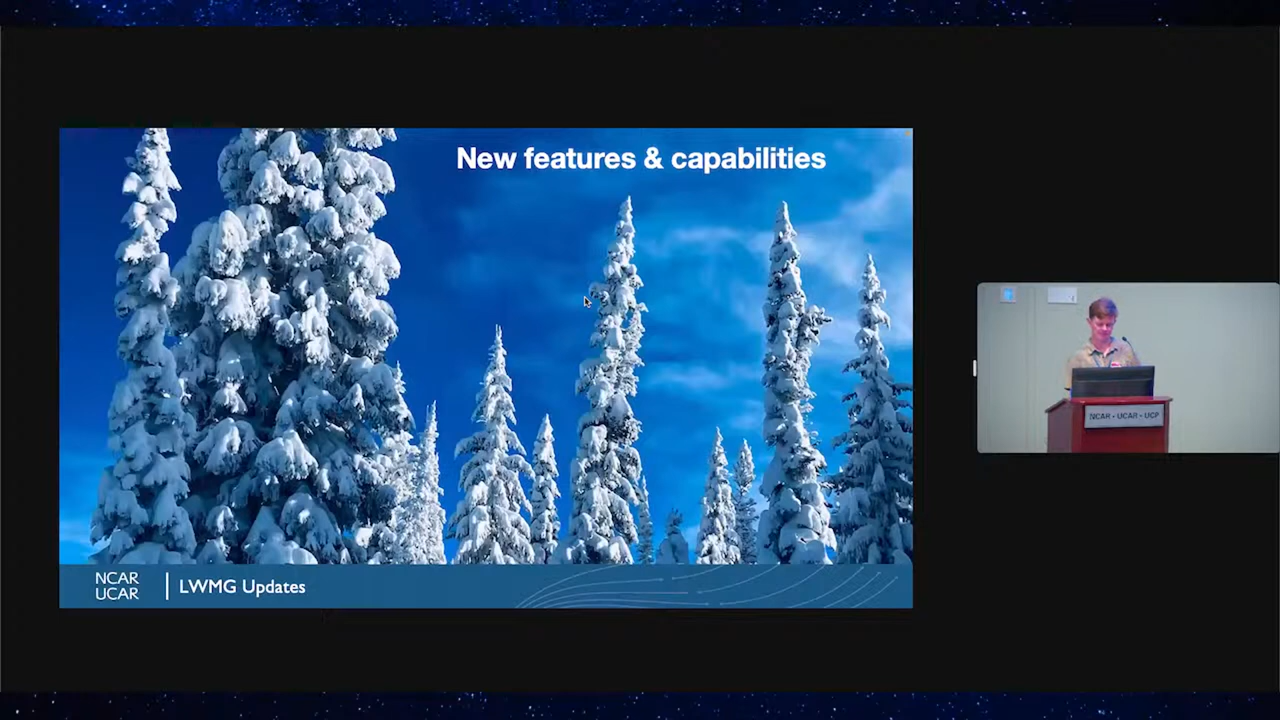 New features & capabilities
NCAR
UCAR
LWMG Updates
NCAR • UCAR • UCP